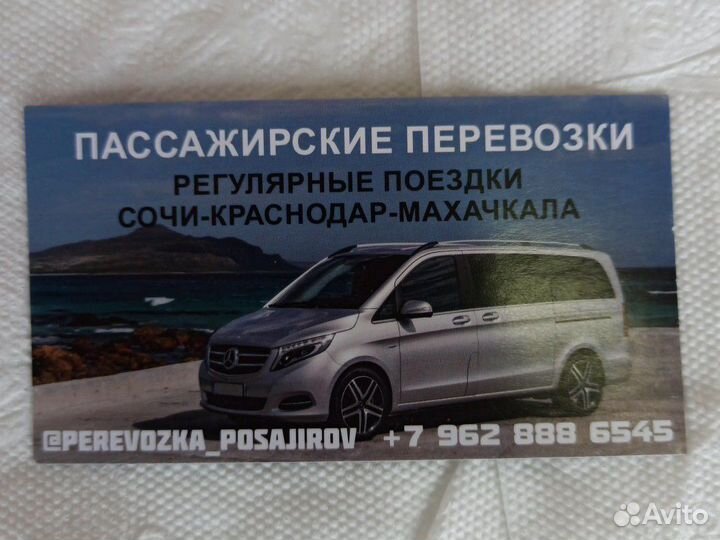 ПАССАЖИРСКИЕ ПЕРЕВОЗКИ
РЕГУЛЯРНЫЕ ПОЕЗДКИ
СОЧИ-КРАСНОДАР-МАХАЧКАЛА
@PEREVOZKA_POSAJIROV +7 962 888 6545
Avito